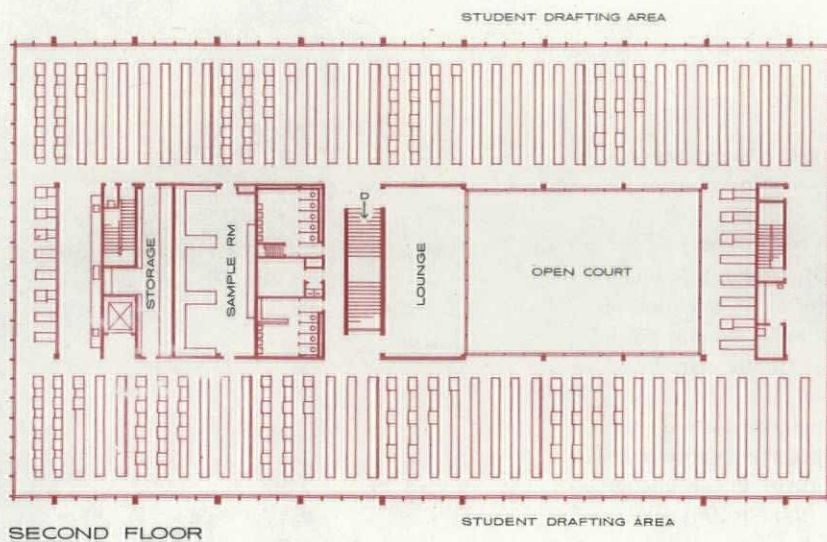 STUDENT DRAFTING AREA
D
STORAGE
SAMPLE RM
LOUNGE
OPEN COURT
STUDENT DRAFTING AREA
SECOND FLOOR